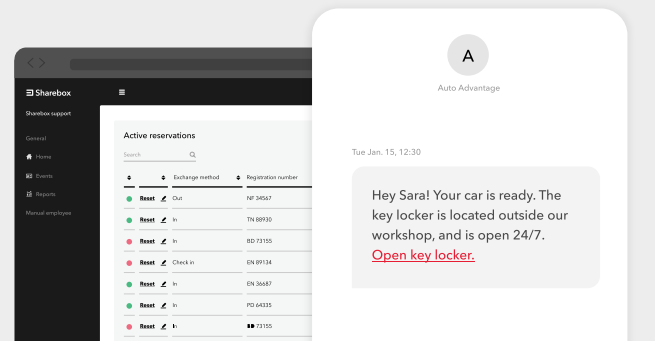 Sharebox
Sharebox support
General
Home
Events
Reports
Manual employee
Active reservations
Search
Exchange method Registration number
Reset Out NF 34567
Reset In TN 88930
Reset In BD 73155
Reset Check in EN 89134
Reset In EN 36687
Reset In PD 64335
Reset In BD 73155
A
Auto Advantage
Tue Jan. 15, 12:30
Hey Sara! Your car is ready. The
key locker is located outside our
workshop, and is open 24/7.
Open key locker.